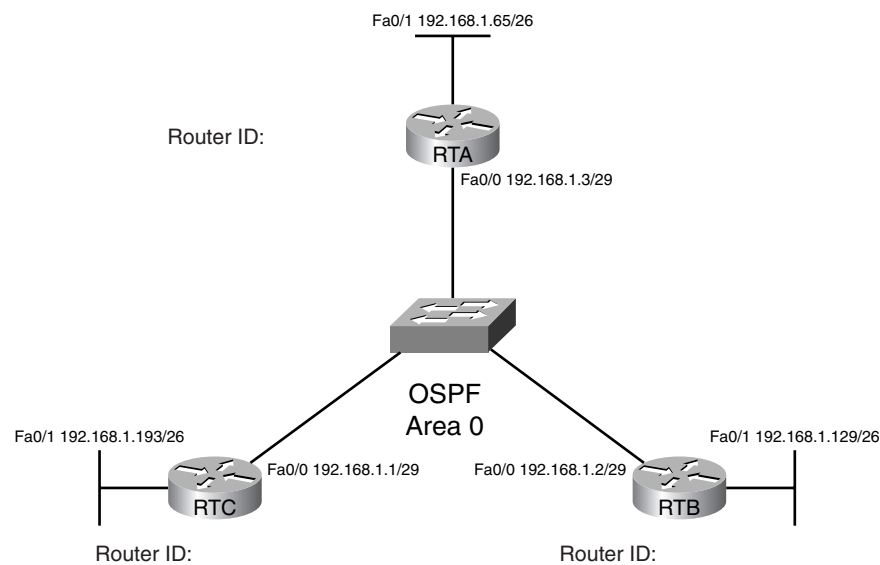 Fa0/1 192.168.1.65/26
Router ID:
RTA
Fa0/0 192.168.1.3/29
OSPF
Area 0
Fa0/1 192.168.1.193/26
Fa0/1 192.168.1.129/26
Fa0/0 192.168.1.1/29
Fa0/0 192.168.1.2/29
RTC
RTB
Router ID:
Router ID: